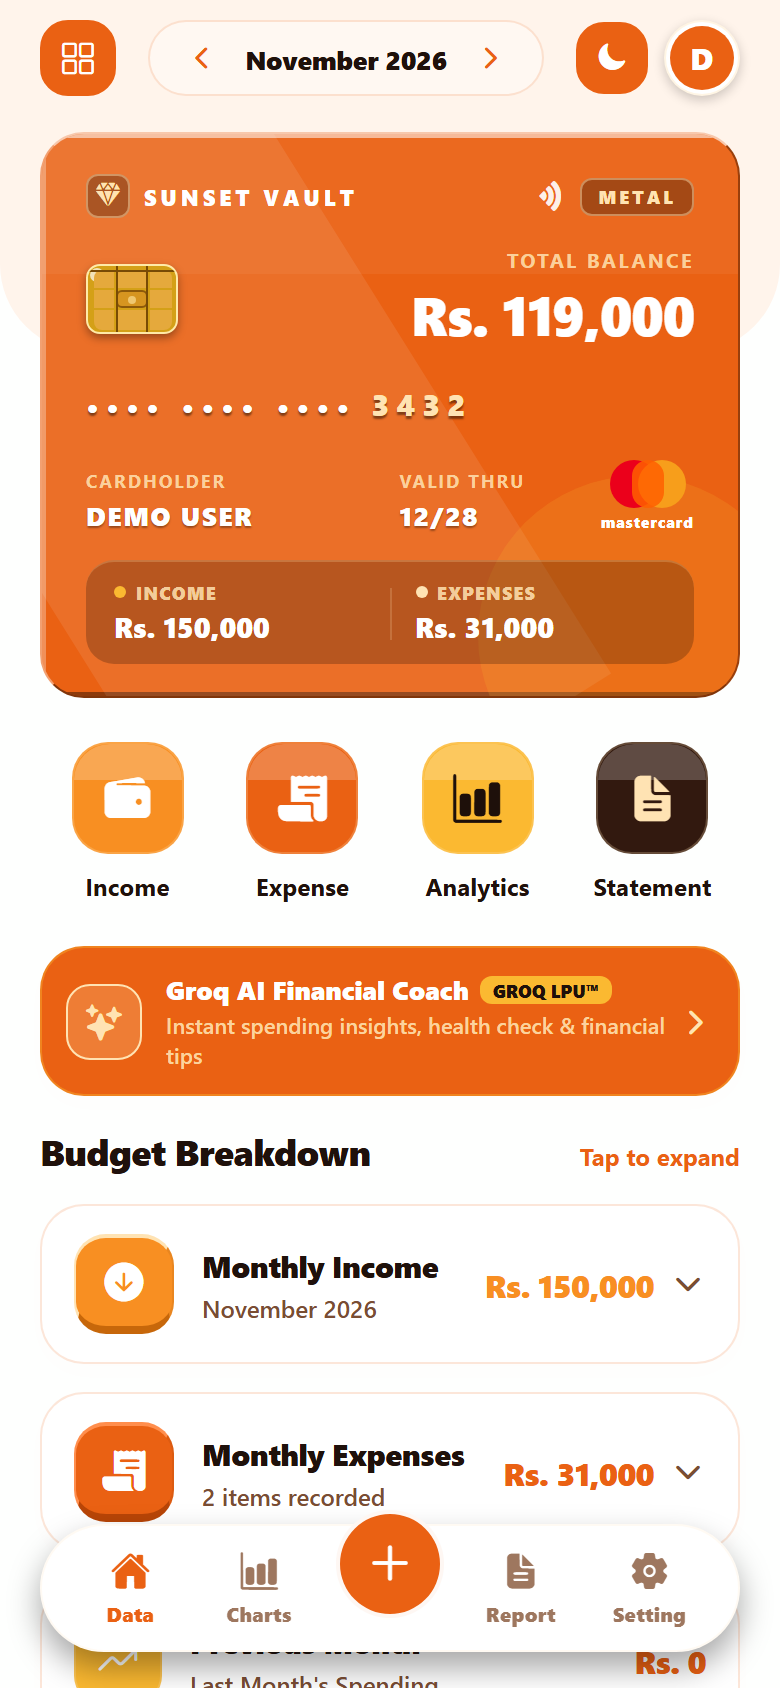 November 2026
D
SUNSET VAULT
METAL
TOTAL BALANCE
Rs. 119,000
•••• •••• •••• 3432
CARDHOLDER
VALID THRU
DEMO USER
12/28
mastercard
INCOME
EXPENSES
Rs. 150,000
Rs. 31,000
Income
Expense
Analytics
Statement
Groq AI Financial Coach
GROQ LPU™
Instant spending insights, health check & financial
tips
Budget Breakdown
Tap to expand
Monthly Income
Rs. 150,000
November 2026
Monthly Expenses
Rs. 31,000
2 items recorded
Data
Charts
Report
Setting
Previous Month
Rs. 0
Last Month's Spending